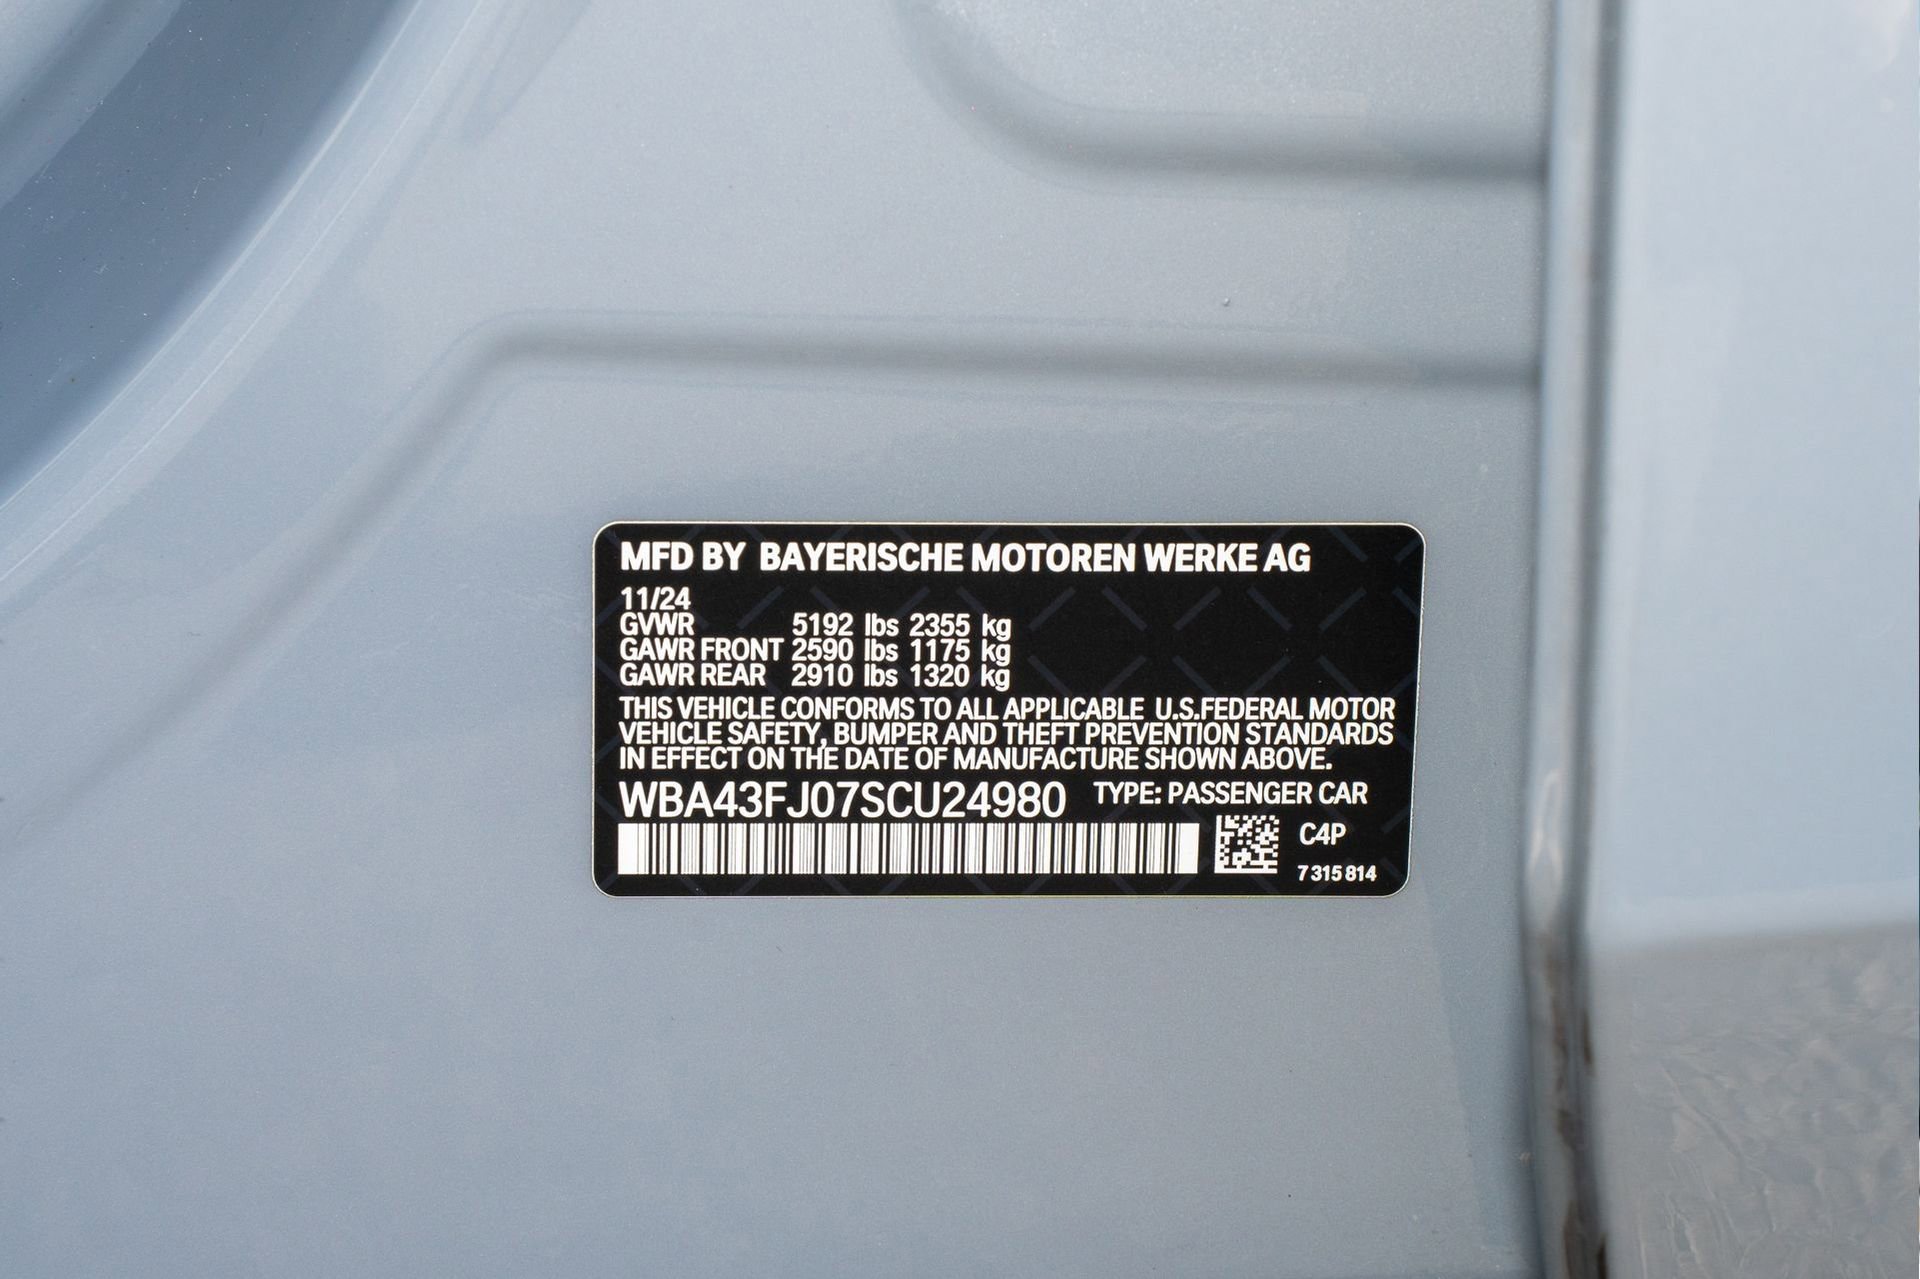 MFD BY BAYERISCHE MOTOREN WERKE AG
11/24
GVWR 5192 lbs 2355 kg
GAWR FRONT 2590 lbs 1175 kg
GAWR REAR 2910 lbs 1320 kg
THIS VEHICLE CONFORMS TO ALL APPLICABLE U.S.FEDERAL MOTOR
VEHICLE SAFETY, BUMPER AND THEFT PREVENTION STANDARDS
IN EFFECT ON THE DATE OF MANUFACTURE SHOWN ABOVE.
WBA43FJ07SCU24980 TYPE: PASSENGER CAR
C4P
7 315 814